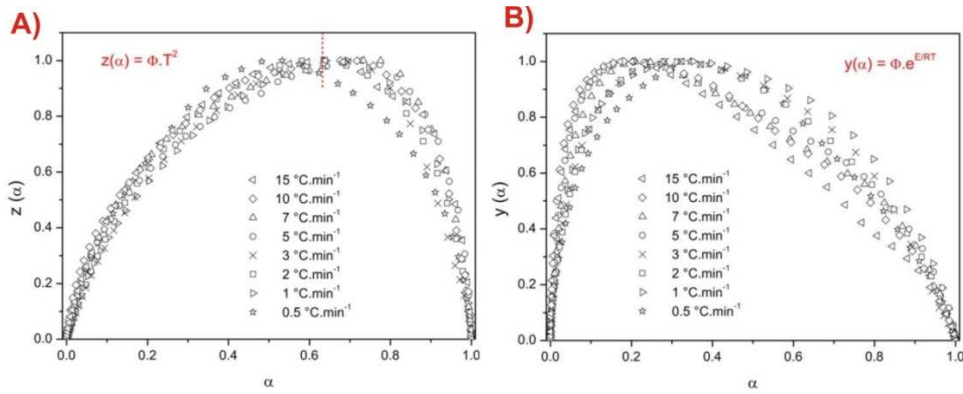 A)
z(α) = Φ.T²
1.0
0.8
0.6
0.4
0.2
0.0
z (α)
15 °C.min⁻¹
10 °C.min⁻¹
7 °C.min⁻¹
5 °C.min⁻¹
3 °C.min⁻¹
2 °C.min⁻¹
1 °C.min⁻¹
0.5 °C.min⁻¹
0.0 0.2 0.4 0.6 0.8 1.0
α
B)
y(α) = Φ.e^E/RT
1.0
0.8
0.6
0.4
0.2
0.0
y (α)
15 °C.min⁻¹
10 °C.min⁻¹
7 °C.min⁻¹
5 °C.min⁻¹
3 °C.min⁻¹
2 °C.min⁻¹
1 °C.min⁻¹
0.5 °C.min⁻¹
0.0 0.2 0.4 0.6 0.8 1.0
α